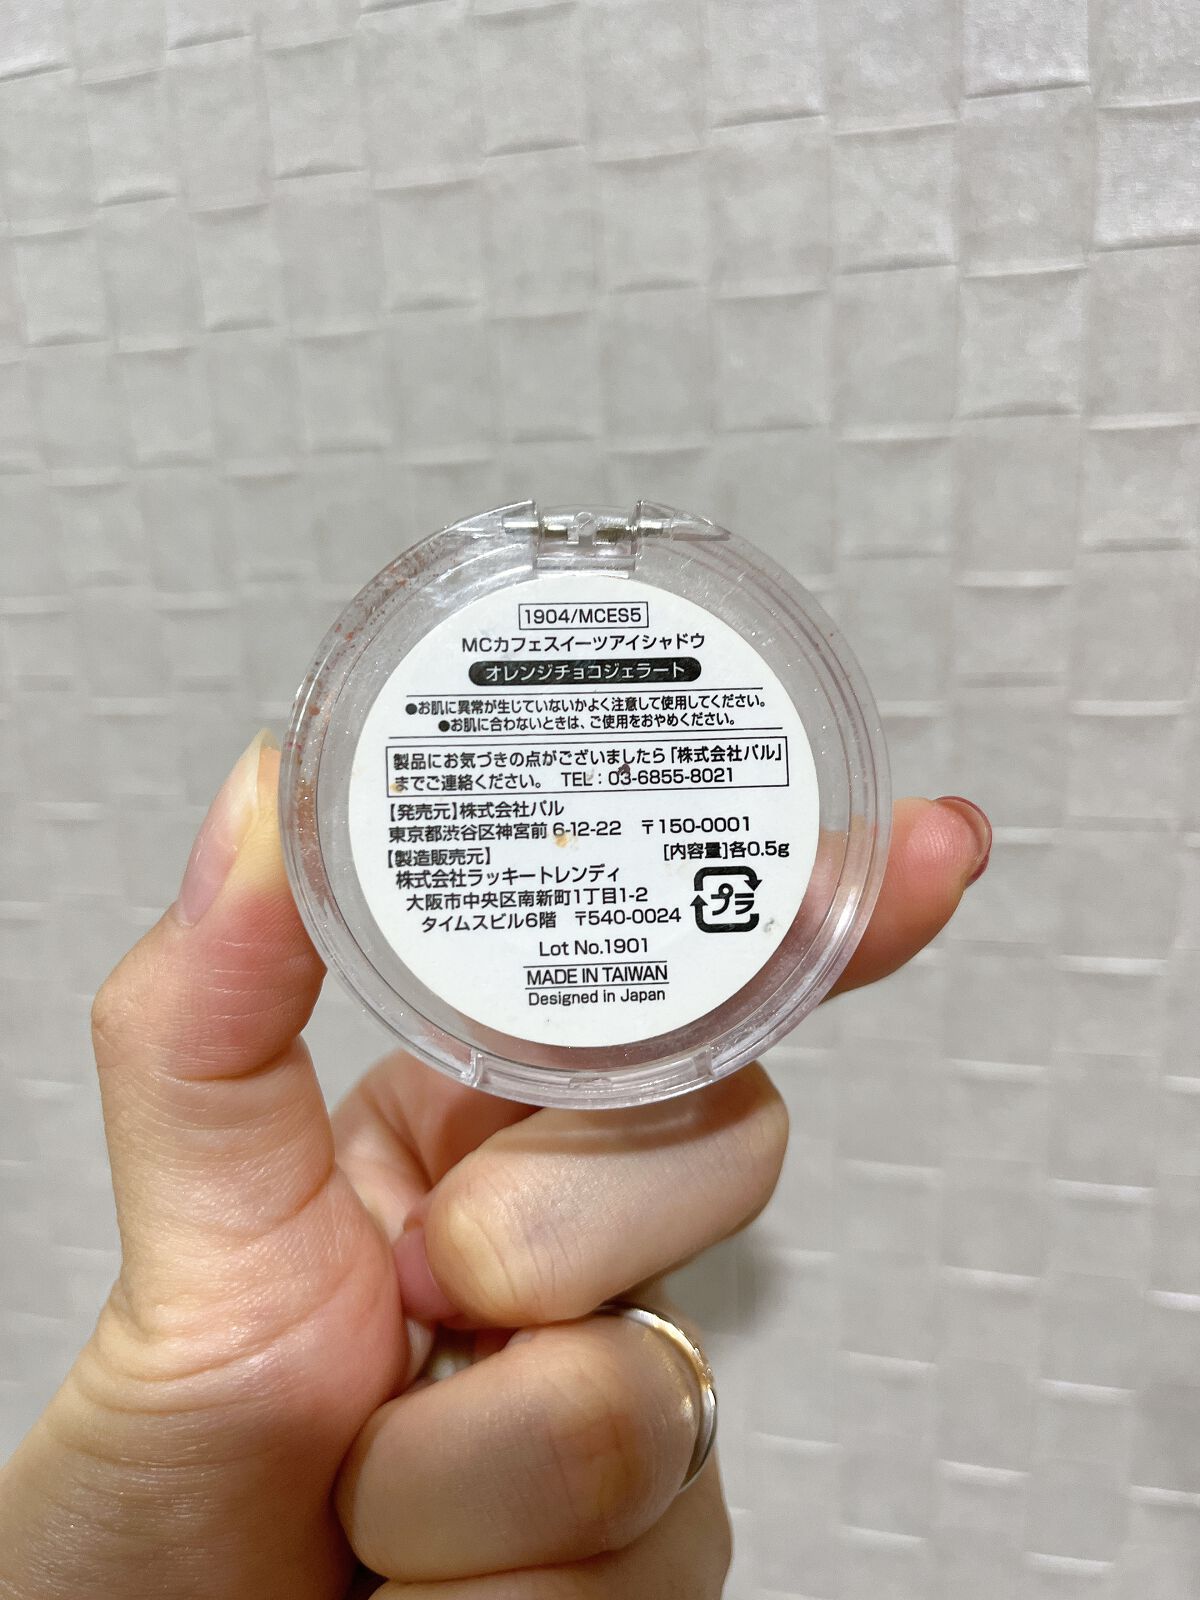 1904/MCES5
MCカフェスイーツアイシャドウ
オレンジチョコジェラート
●お肌に異常が生じていないかよく注意して使用してください。
●お肌に合わないときは、ご使用をおやめください。
製品にお気づきの点がございましたら「株式会社パル」
までご連絡ください。 TEL：03-6855-8021
【発売元】株式会社パル
東京都渋谷区神宮前 6-12-22 〒150-0001
【製造販売元】 [内容量]各0.5g
株式会社ラッキートレンディ
大阪市中央区南新町1丁目1-2
タイムスビル6階 〒540-0024
プラ
Lot No.1901
MADE IN TAIWAN
Designed in Japan